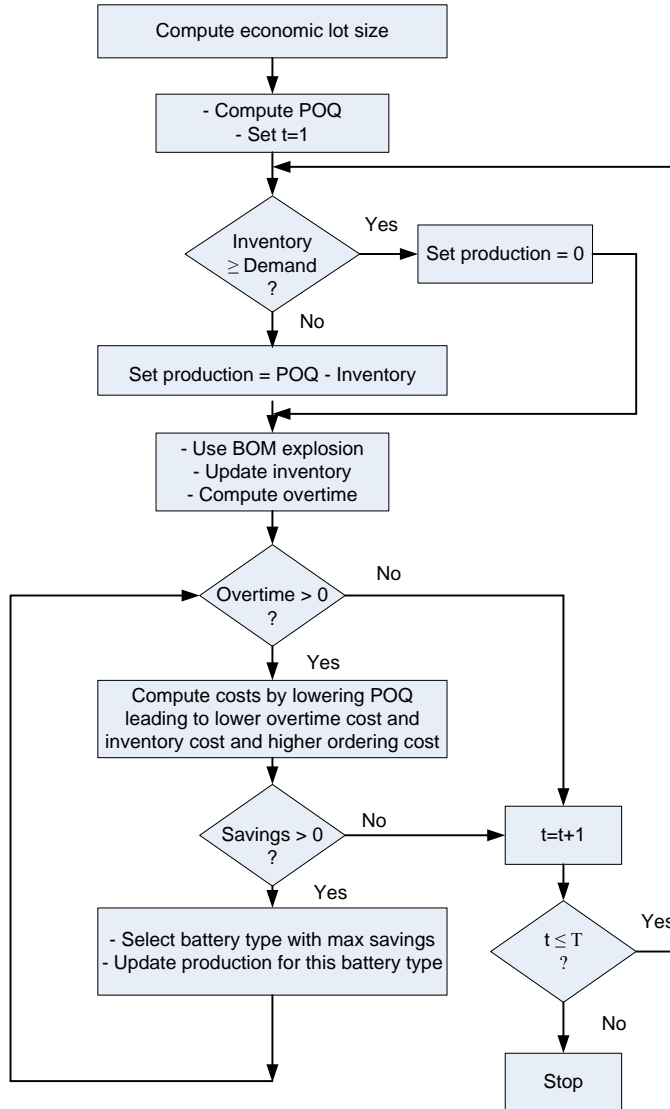 Compute economic lot size
- Compute POQ
- Set t=1
Inventory
≥ Demand
?
Yes
Set production = 0
No
Set production = POQ - Inventory
- Use BOM explosion
- Update inventory
- Compute overtime
Overtime > 0
?
No
Yes
Compute costs by lowering POQ
leading to lower overtime cost and
inventory cost and higher ordering cost
Savings > 0
?
No
t=t+1
Yes
- Select battery type with max savings
- Update production for this battery type
t ≤ T
?
Yes
No
Stop